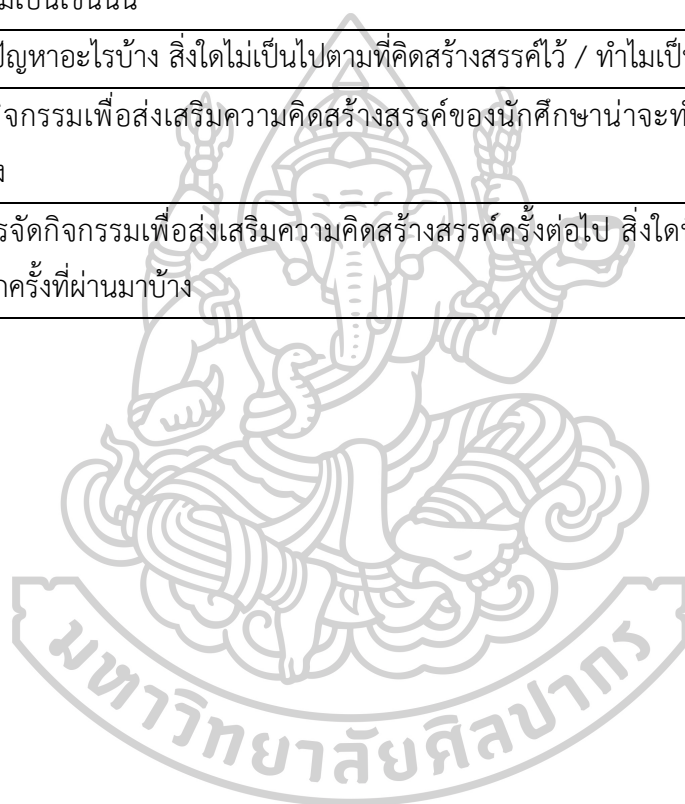 มเป็นเช่นนั้น
ปัญหาอะไรบ้าง สิ่งใดไม่เป็นไปตามที่คิดสร้างสรรค์ไว้ / ทำไมเป็น
กิจกรรมเพื่อส่งเสริมความคิดสร้างสรรค์ของนักศึกษาน่าจะทำ
ง
รจัดกิจกรรมเพื่อส่งเสริมความคิดสร้างสรรค์ครั้งต่อไป สิ่งใด
กครั้งที่ผ่านมาบ้าง
มหาวิทยาลัยศิลปากร